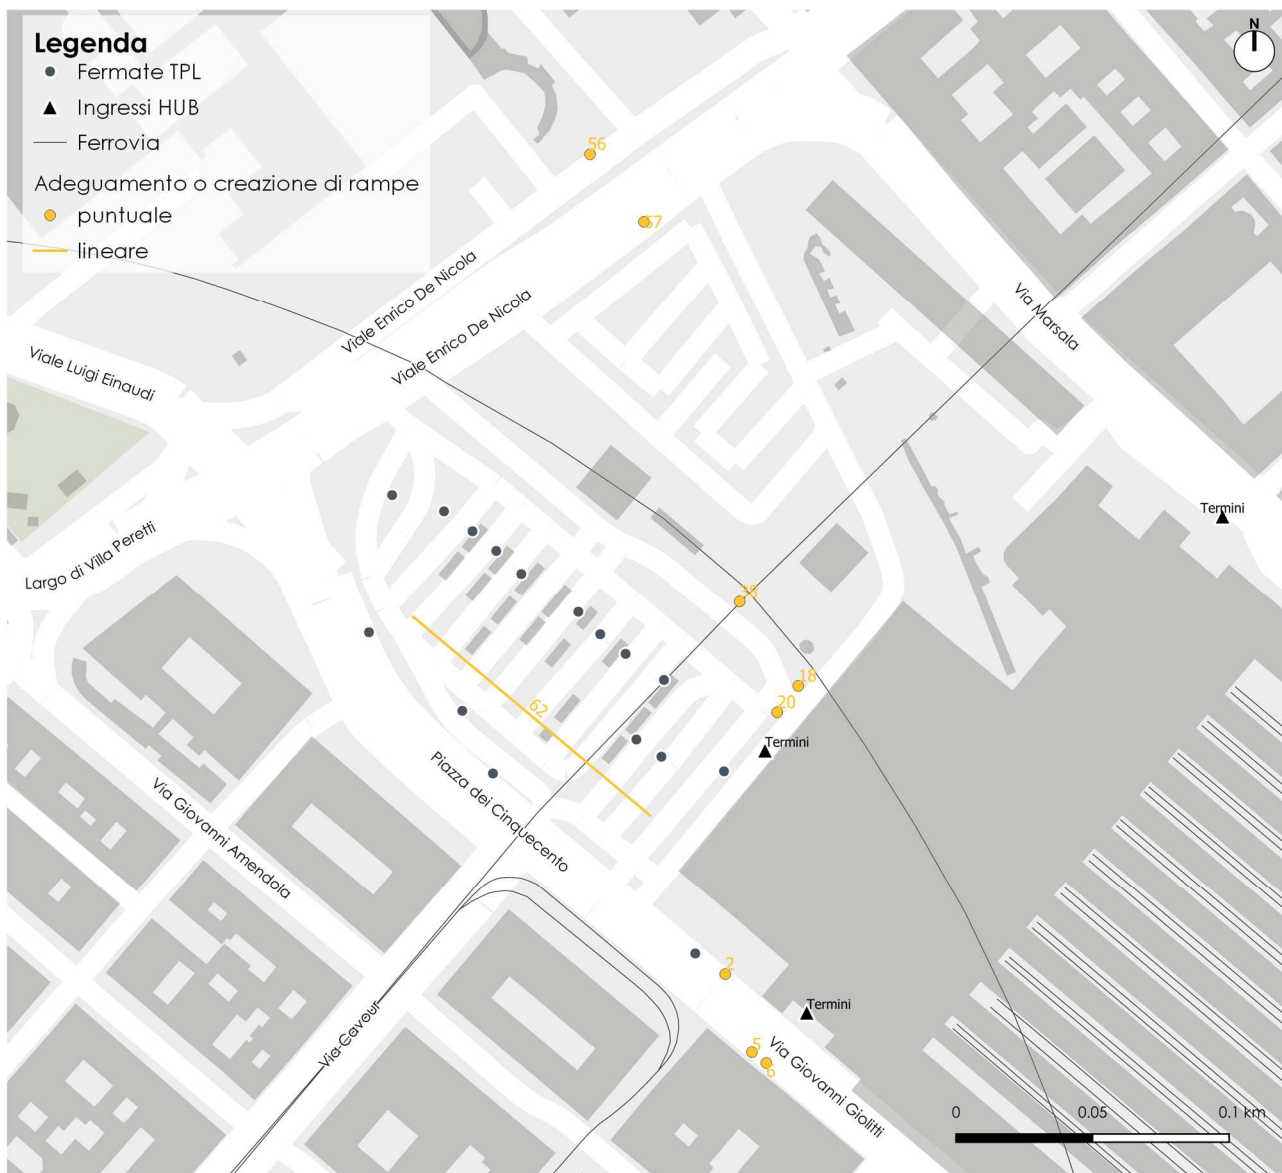 Legenda
Fermate TPL
Ingressi HUB
Ferrovia
Adeguamento o creazione di rampe
puntuale
lineare
N
56
57
Viale Enrico De Nicola
Viale Enrico De Nicola
Via Marsala
Viale Luigi Einaudi
Termini
Largo di Villa Peretti
38
18
20
62
Termini
Piazza dei Cinquecento
Via Giovanni Amendola
2
Termini
Via Cavour
5
6
Via Giovanni Giolitti
0
0.05
0.1 km